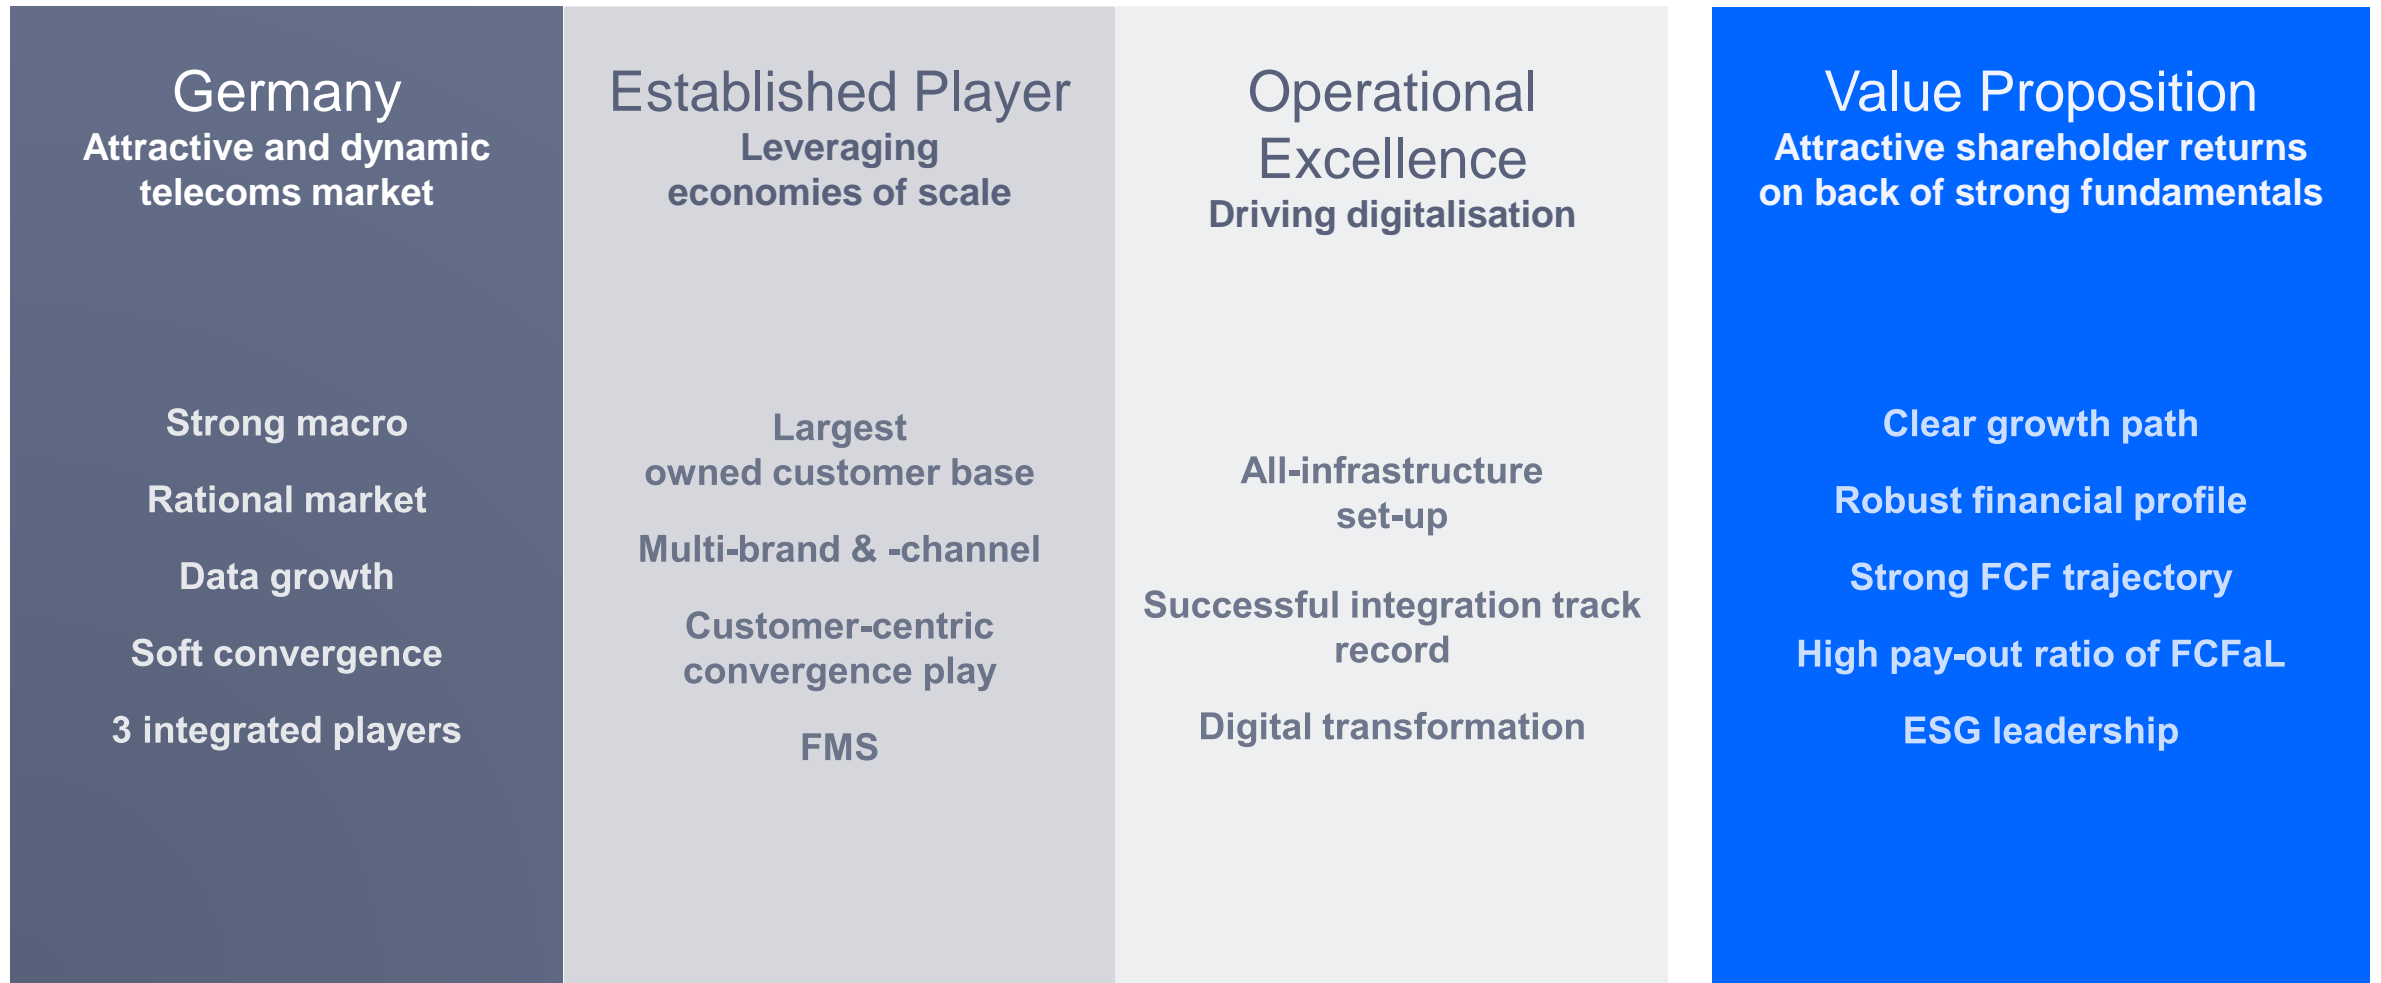 Germany
Attractive and dynamic
telecoms market
Strong macro
Rational market
Data growth
Soft convergence
3 integrated players
Established Player
Leveraging
economies of scale
Largest
owned customer base
Multi-brand & -channel
Customer-centric
convergence play
FMS
Operational
Excellence
Driving digitalisation
All-infrastructure
set-up
Successful integration track
record
Digital transformation
Value Proposition
Attractive shareholder returns
on back of strong fundamentals
Clear growth path
Robust financial profile
Strong FCF trajectory
High pay-out ratio of FCFaL
ESG leadership